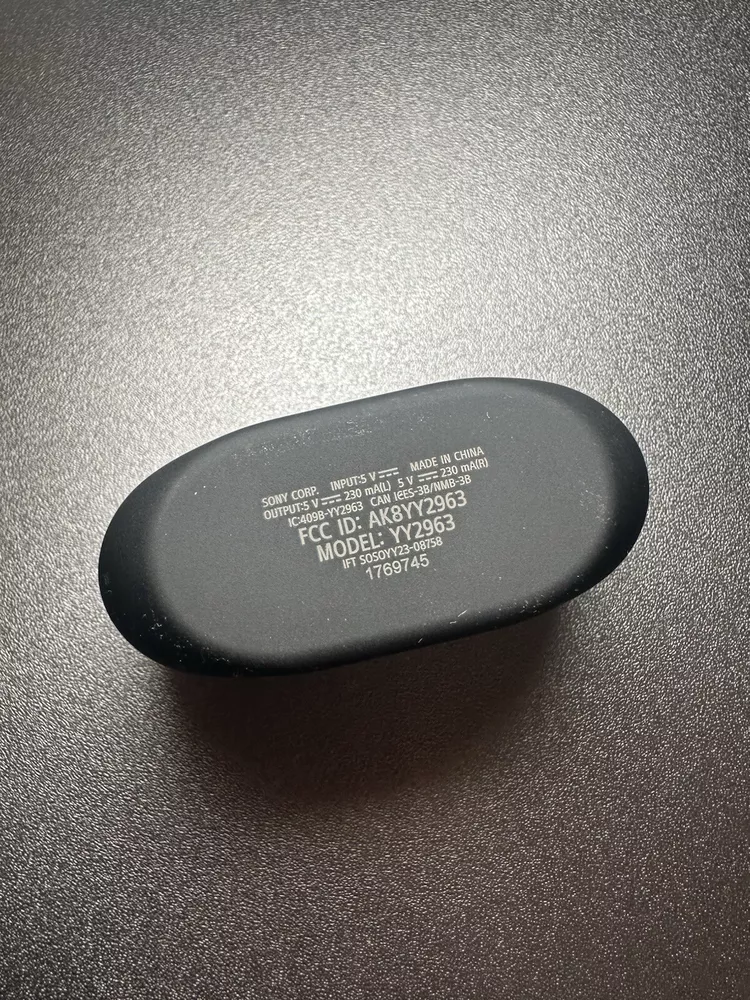 SONY CORP. INPUT:5 V ⎓ MADE IN CHINA
OUTPUT:5 V ⎓ 230 mA(L) 5 V ⎓ 230 mA(R)
IC:409B-YY2963 CAN ICES-3B/NMB-3B
FCC ID: AK8YY2963
MODEL: YY2963
IFT SOSOYY23-08758
1769745